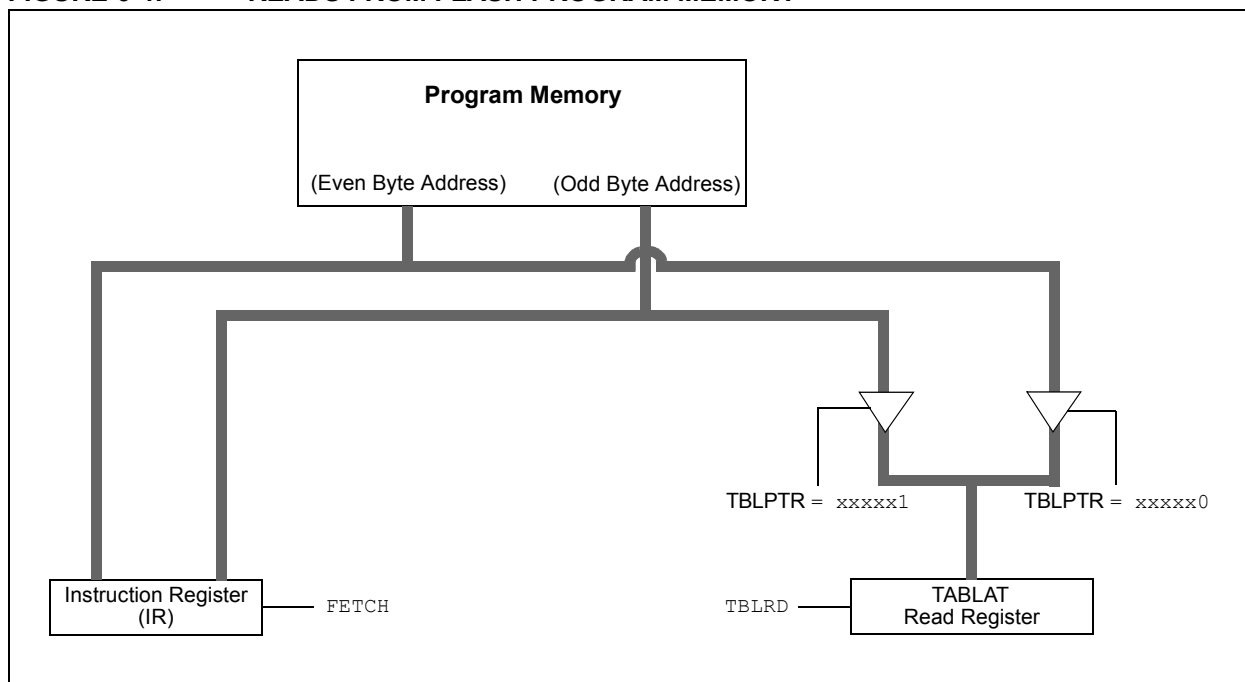 Program Memory
(Even Byte Address) (Odd Byte Address)
TBLPTR = xxxxx1 TBLPTR = xxxxx0
Instruction Register
(IR)
FETCH
TBLRD
TABLAT
Read Register